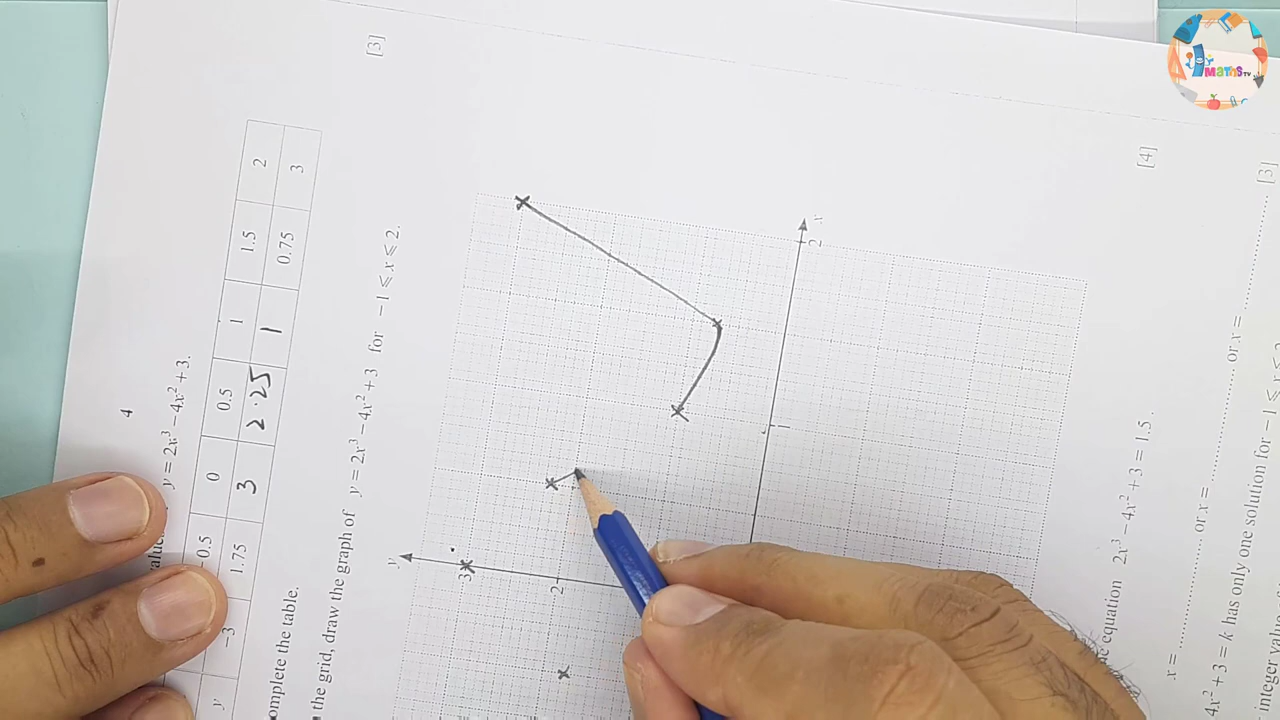 4
y = 2x³ − 4x² + 3.
−0.5 0 0.5 1 1.5 2
y −3 1.75 3 2.25 1 0.75 3
omplete the table.
the grid, draw the graph of y = 2x³ − 4x² + 3 for −1 ⩽ x ⩽ 2.
[3]
y
3
2
1
2
x
equation 2x³ − 4x² + 3 = 1.5.
x = .................... or x = .................... or x = ....................
[4]
4x² + 3 = k has only one solution for −1 ⩽ x ⩽ 2
integer value
[3]
MATHS TV